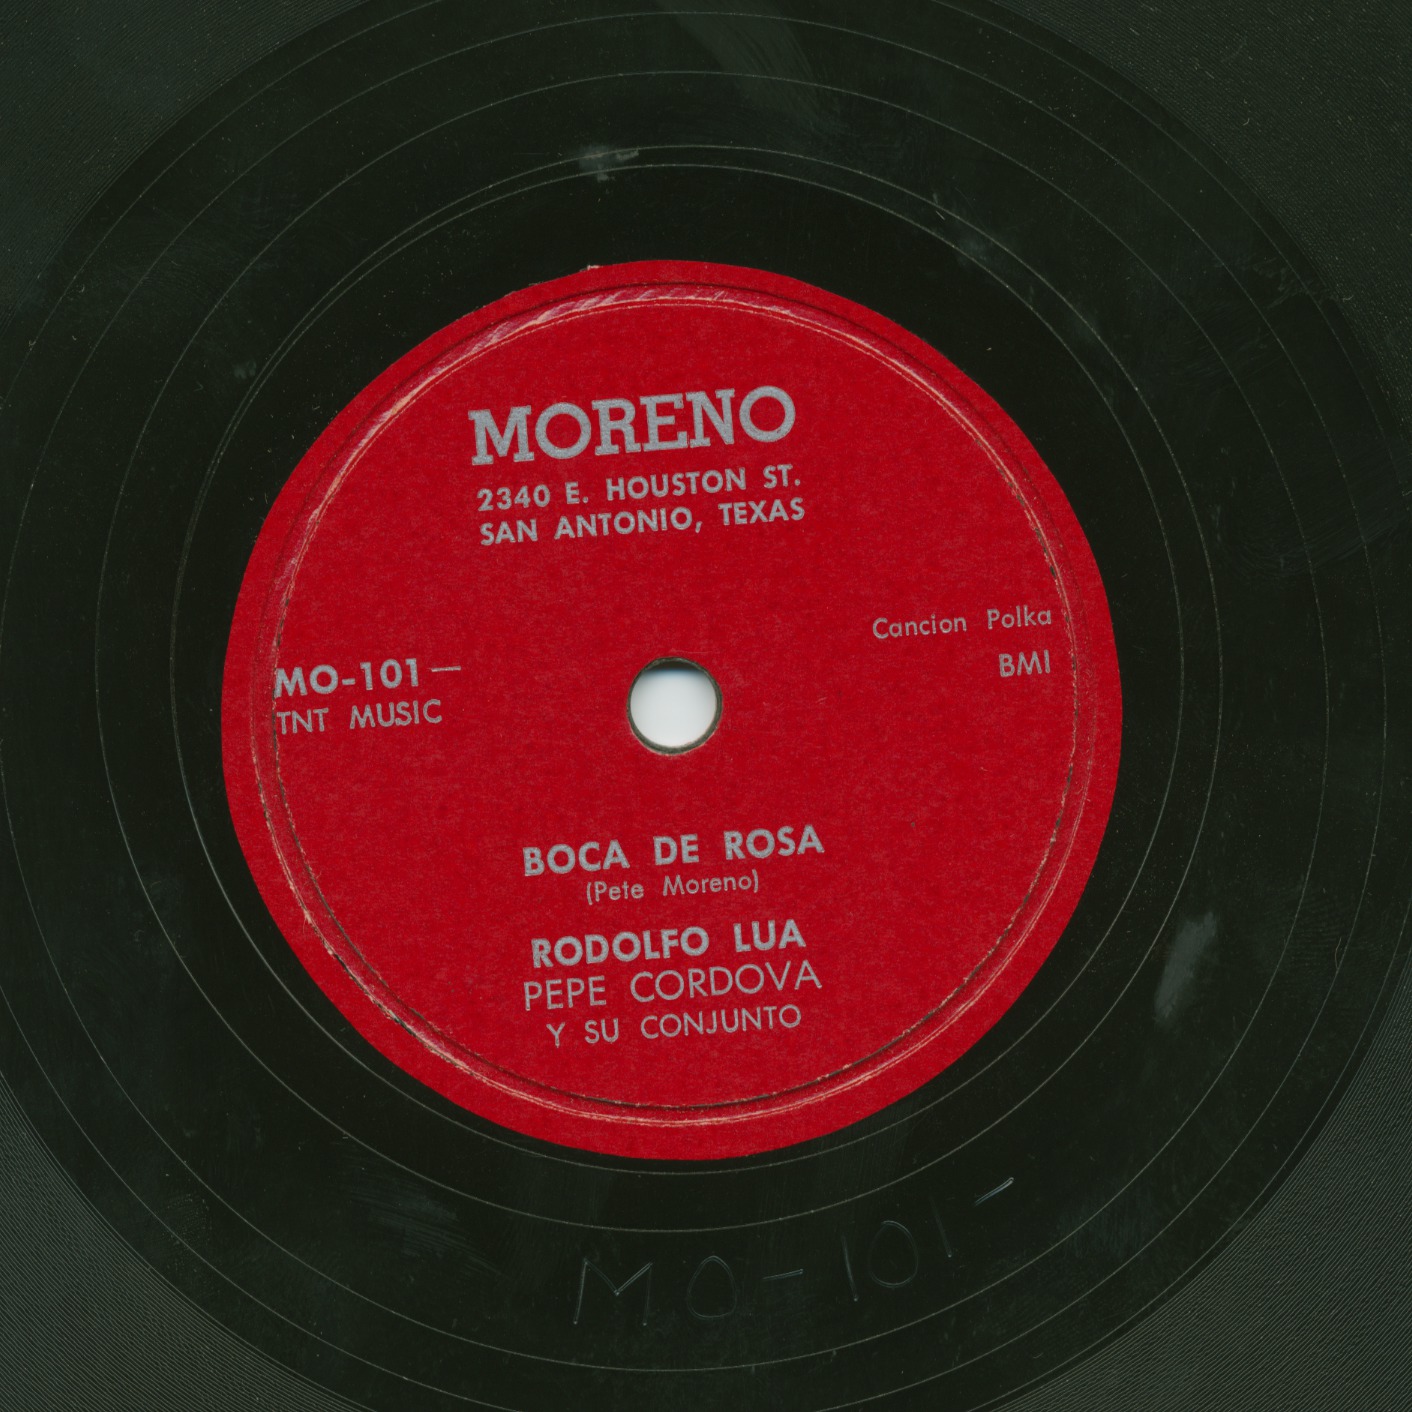 MORENO
2340 E. HOUSTON ST.
SAN ANTONIO, TEXAS
Cancion Polka
BMI
MO-101—
TNT MUSIC
BOCA DE ROSA
(Pete Moreno)
RODOLFO LUA
PEPE CORDOVA
Y SU CONJUNTO
MO-101-